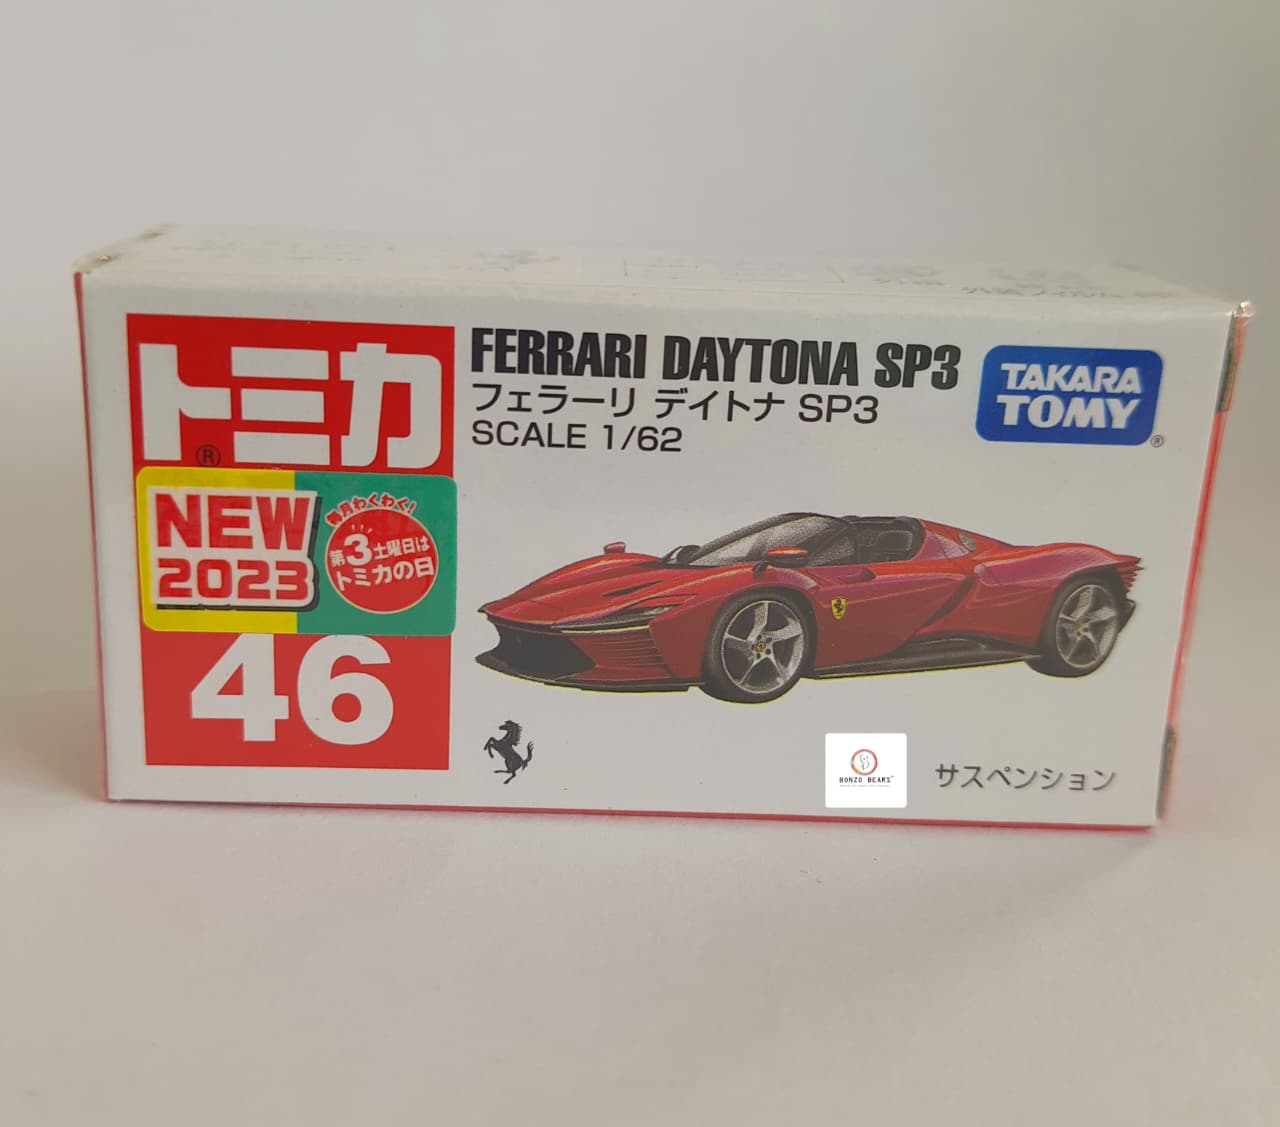 トミカ
®
NEW
2023
毎月わくわく!
第3土曜日は
トミカの日
46
FERRARI DAYTONA SP3
フェラーリ デイトナ SP3
SCALE 1/62
TAKARA
TOMY
®
BONZO BEARS™
サスペンション